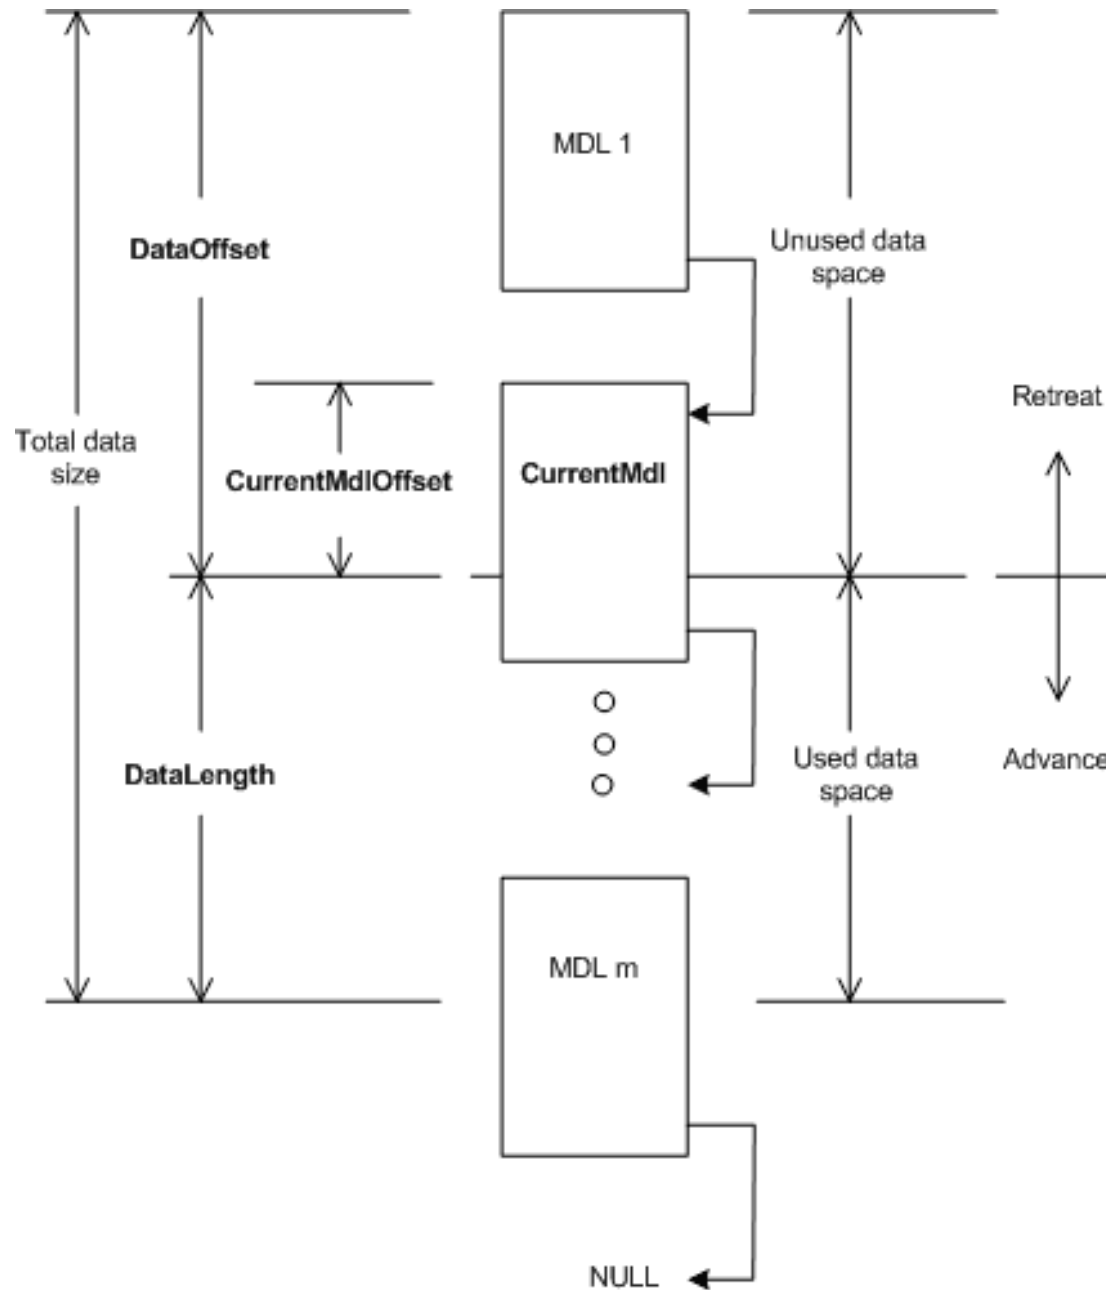 MDL 1
DataOffset
Unused data
space
Retreat
Total data
size
CurrentMdlOffset
CurrentMdl
DataLength
Used data
space
Advance
MDL m
NULL